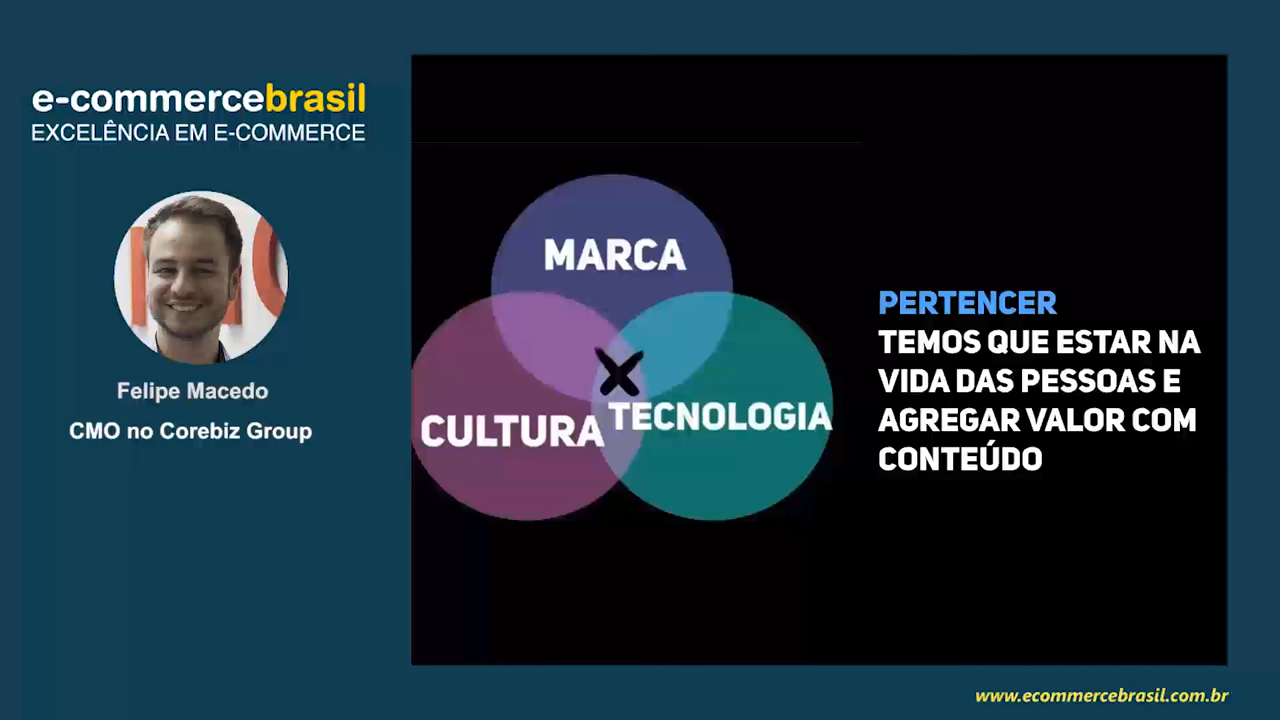 e-commercebrasil
EXCELÊNCIA EM E-COMMERCE
Felipe Macedo
CMO no Corebiz Group
MARCA
CULTURA
TECNOLOGIA
PERTENCER
TEMOS QUE ESTAR NA
VIDA DAS PESSOAS E
AGREGAR VALOR COM
CONTEÚDO
www.ecommercebrasil.com.br